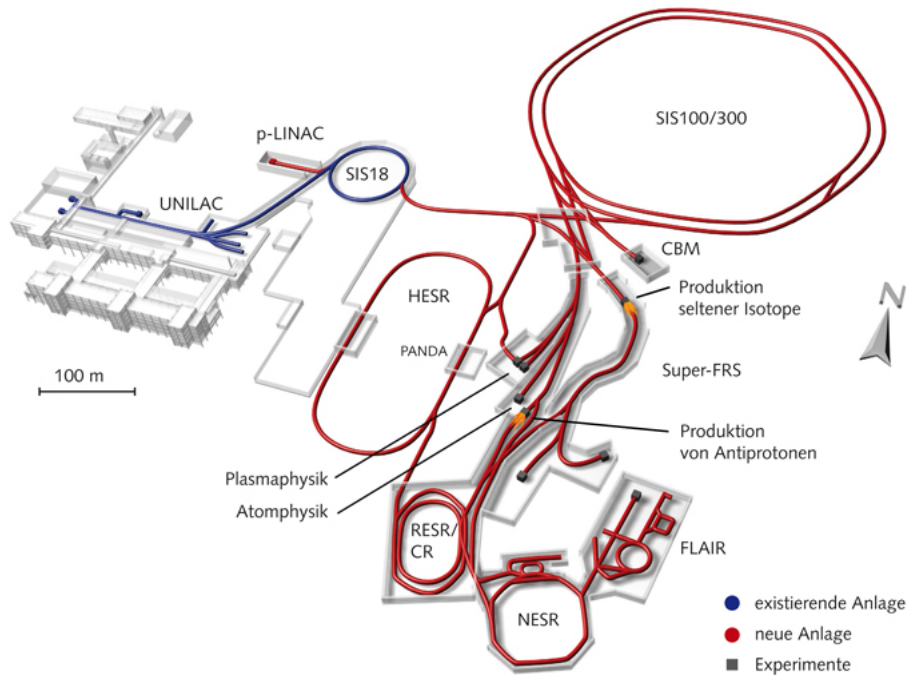 SIS100/300
p-LINAC
SIS18
UNILAC
CBM
HESR
Produktion
seltener Isotope
N
PANDA
100 m
Super-FRS
Produktion
von Antiprotonen
Plasmaphysik
Atomphysik
RESR/
CR
FLAIR
NESR
existierende Anlage
neue Anlage
Experimente